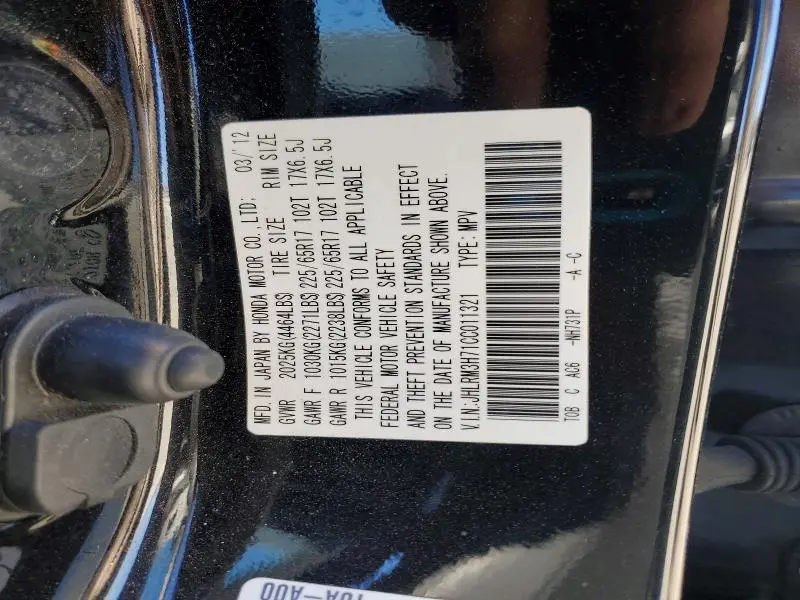 MFD. IN JAPAN BY HONDA MOTOR CO., LTD: 03/'12
GVWR 2025KG(4464LBS) TIRE SIZE RIM SIZE
GAWR F 1030KG(2271LBS) 225/65R17 102T 17X6.5J
GAWR R 1015KG(2238LBS) 225/65R17 102T 17X6.5J
THIS VEHICLE CONFORMS TO ALL APPLICABLE
FEDERAL MOTOR VEHICLE SAFETY
AND THEFT PREVENTION STANDARDS IN EFFECT
ON THE DATE OF MANUFACTURE SHOWN ABOVE.
V.I.N.:JHLRM3H71CC011321 TYPE: MPV
TOB C AC6 -NH731P -A -C